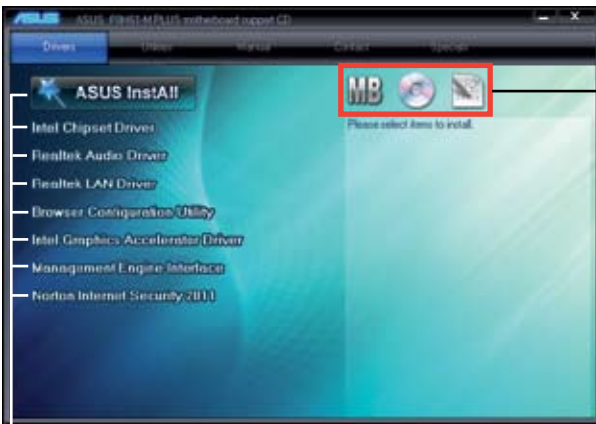 ASUS ASUS P8H61-M PLUS motherboard support CD
Drivers Utilities Manual Contact Specials
ASUS InstAll
MB
Please select items to install.
Intel Chipset Driver
Realtek Audio Driver
Realtek LAN Driver
Browser Configuration Utility
Intel Graphics Accelerator Driver
Management Engine Interface
Norton Internet Security 2011